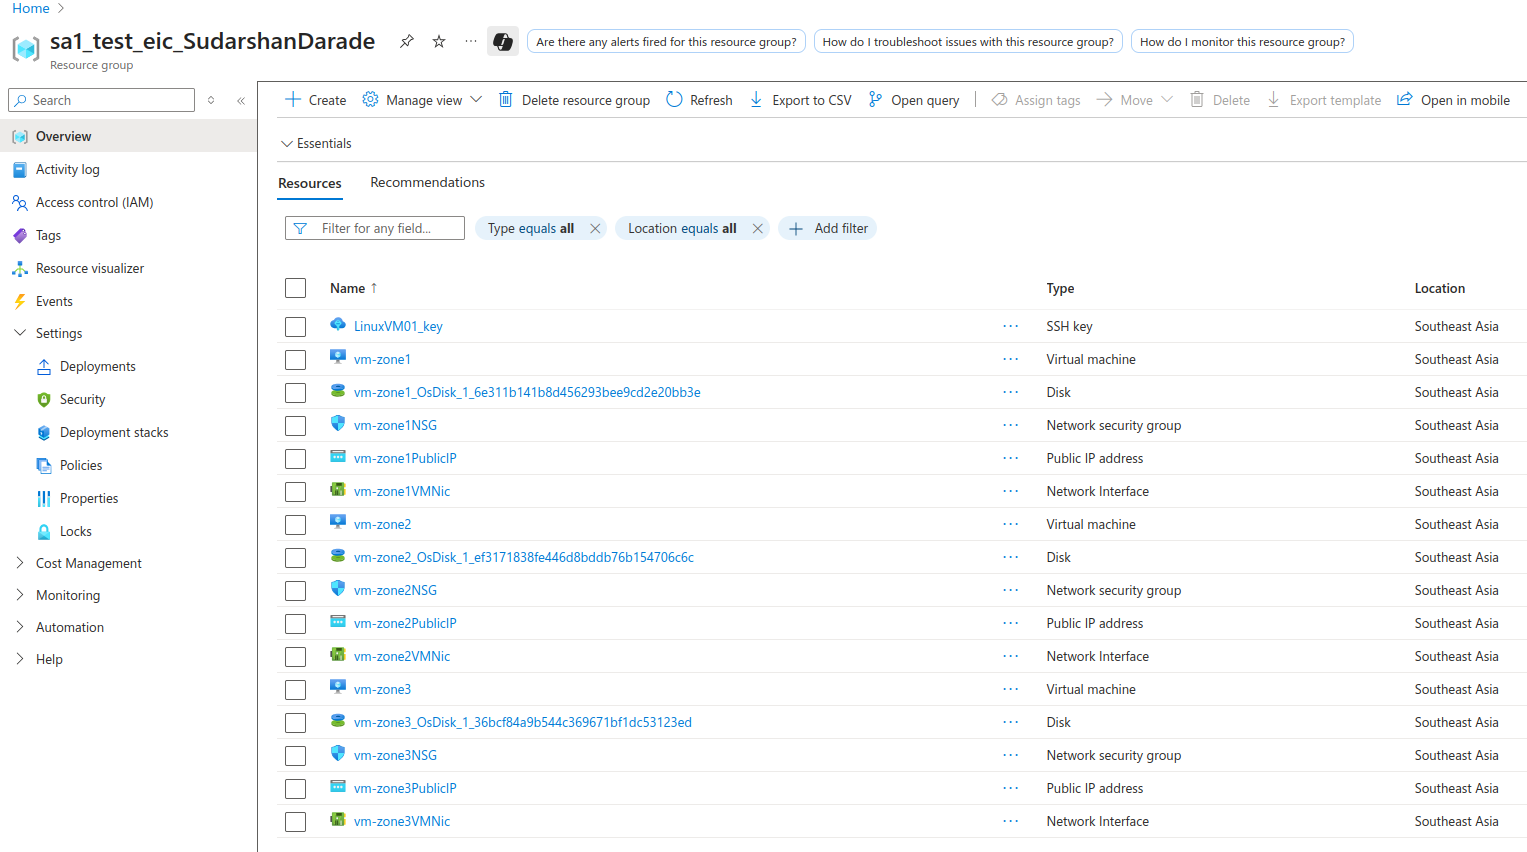 Home
sa1_test_eic_SudarshanDarade
Resource group
Are there any alerts fired for this resource group?
How do I troubleshoot issues with this resource group?
How do I monitor this resource group?
Search
Overview
Activity log
Access control (IAM)
Tags
Resource visualizer
Events
Settings
Deployments
Security
Deployment stacks
Policies
Properties
Locks
Cost Management
Monitoring
Automation
Help
Create Manage view Delete resource group Refresh Export to CSV Open query Assign tags Move Delete Export template Open in mobile
Essentials
Resources Recommendations
Filter for any field... Type equals all Location equals all Add filter
Name ↑ Type Location
LinuxVM01_key SSH key Southeast Asia
vm-zone1 Virtual machine Southeast Asia
vm-zone1_OsDisk_1_6e311b141b8d456293bee9cd2e20bb3e Disk Southeast Asia
vm-zone1NSG Network security group Southeast Asia
vm-zone1PublicIP Public IP address Southeast Asia
vm-zone1VMNic Network Interface Southeast Asia
vm-zone2 Virtual machine Southeast Asia
vm-zone2_OsDisk_1_ef3171838fe446d8bddb76b154706c6c Disk Southeast Asia
vm-zone2NSG Network security group Southeast Asia
vm-zone2PublicIP Public IP address Southeast Asia
vm-zone2VMNic Network Interface Southeast Asia
vm-zone3 Virtual machine Southeast Asia
vm-zone3_OsDisk_1_36bcf84a9b544c369671bf1dc53123ed Disk Southeast Asia
vm-zone3NSG Network security group Southeast Asia
vm-zone3PublicIP Public IP address Southeast Asia
vm-zone3VMNic Network Interface Southeast Asia